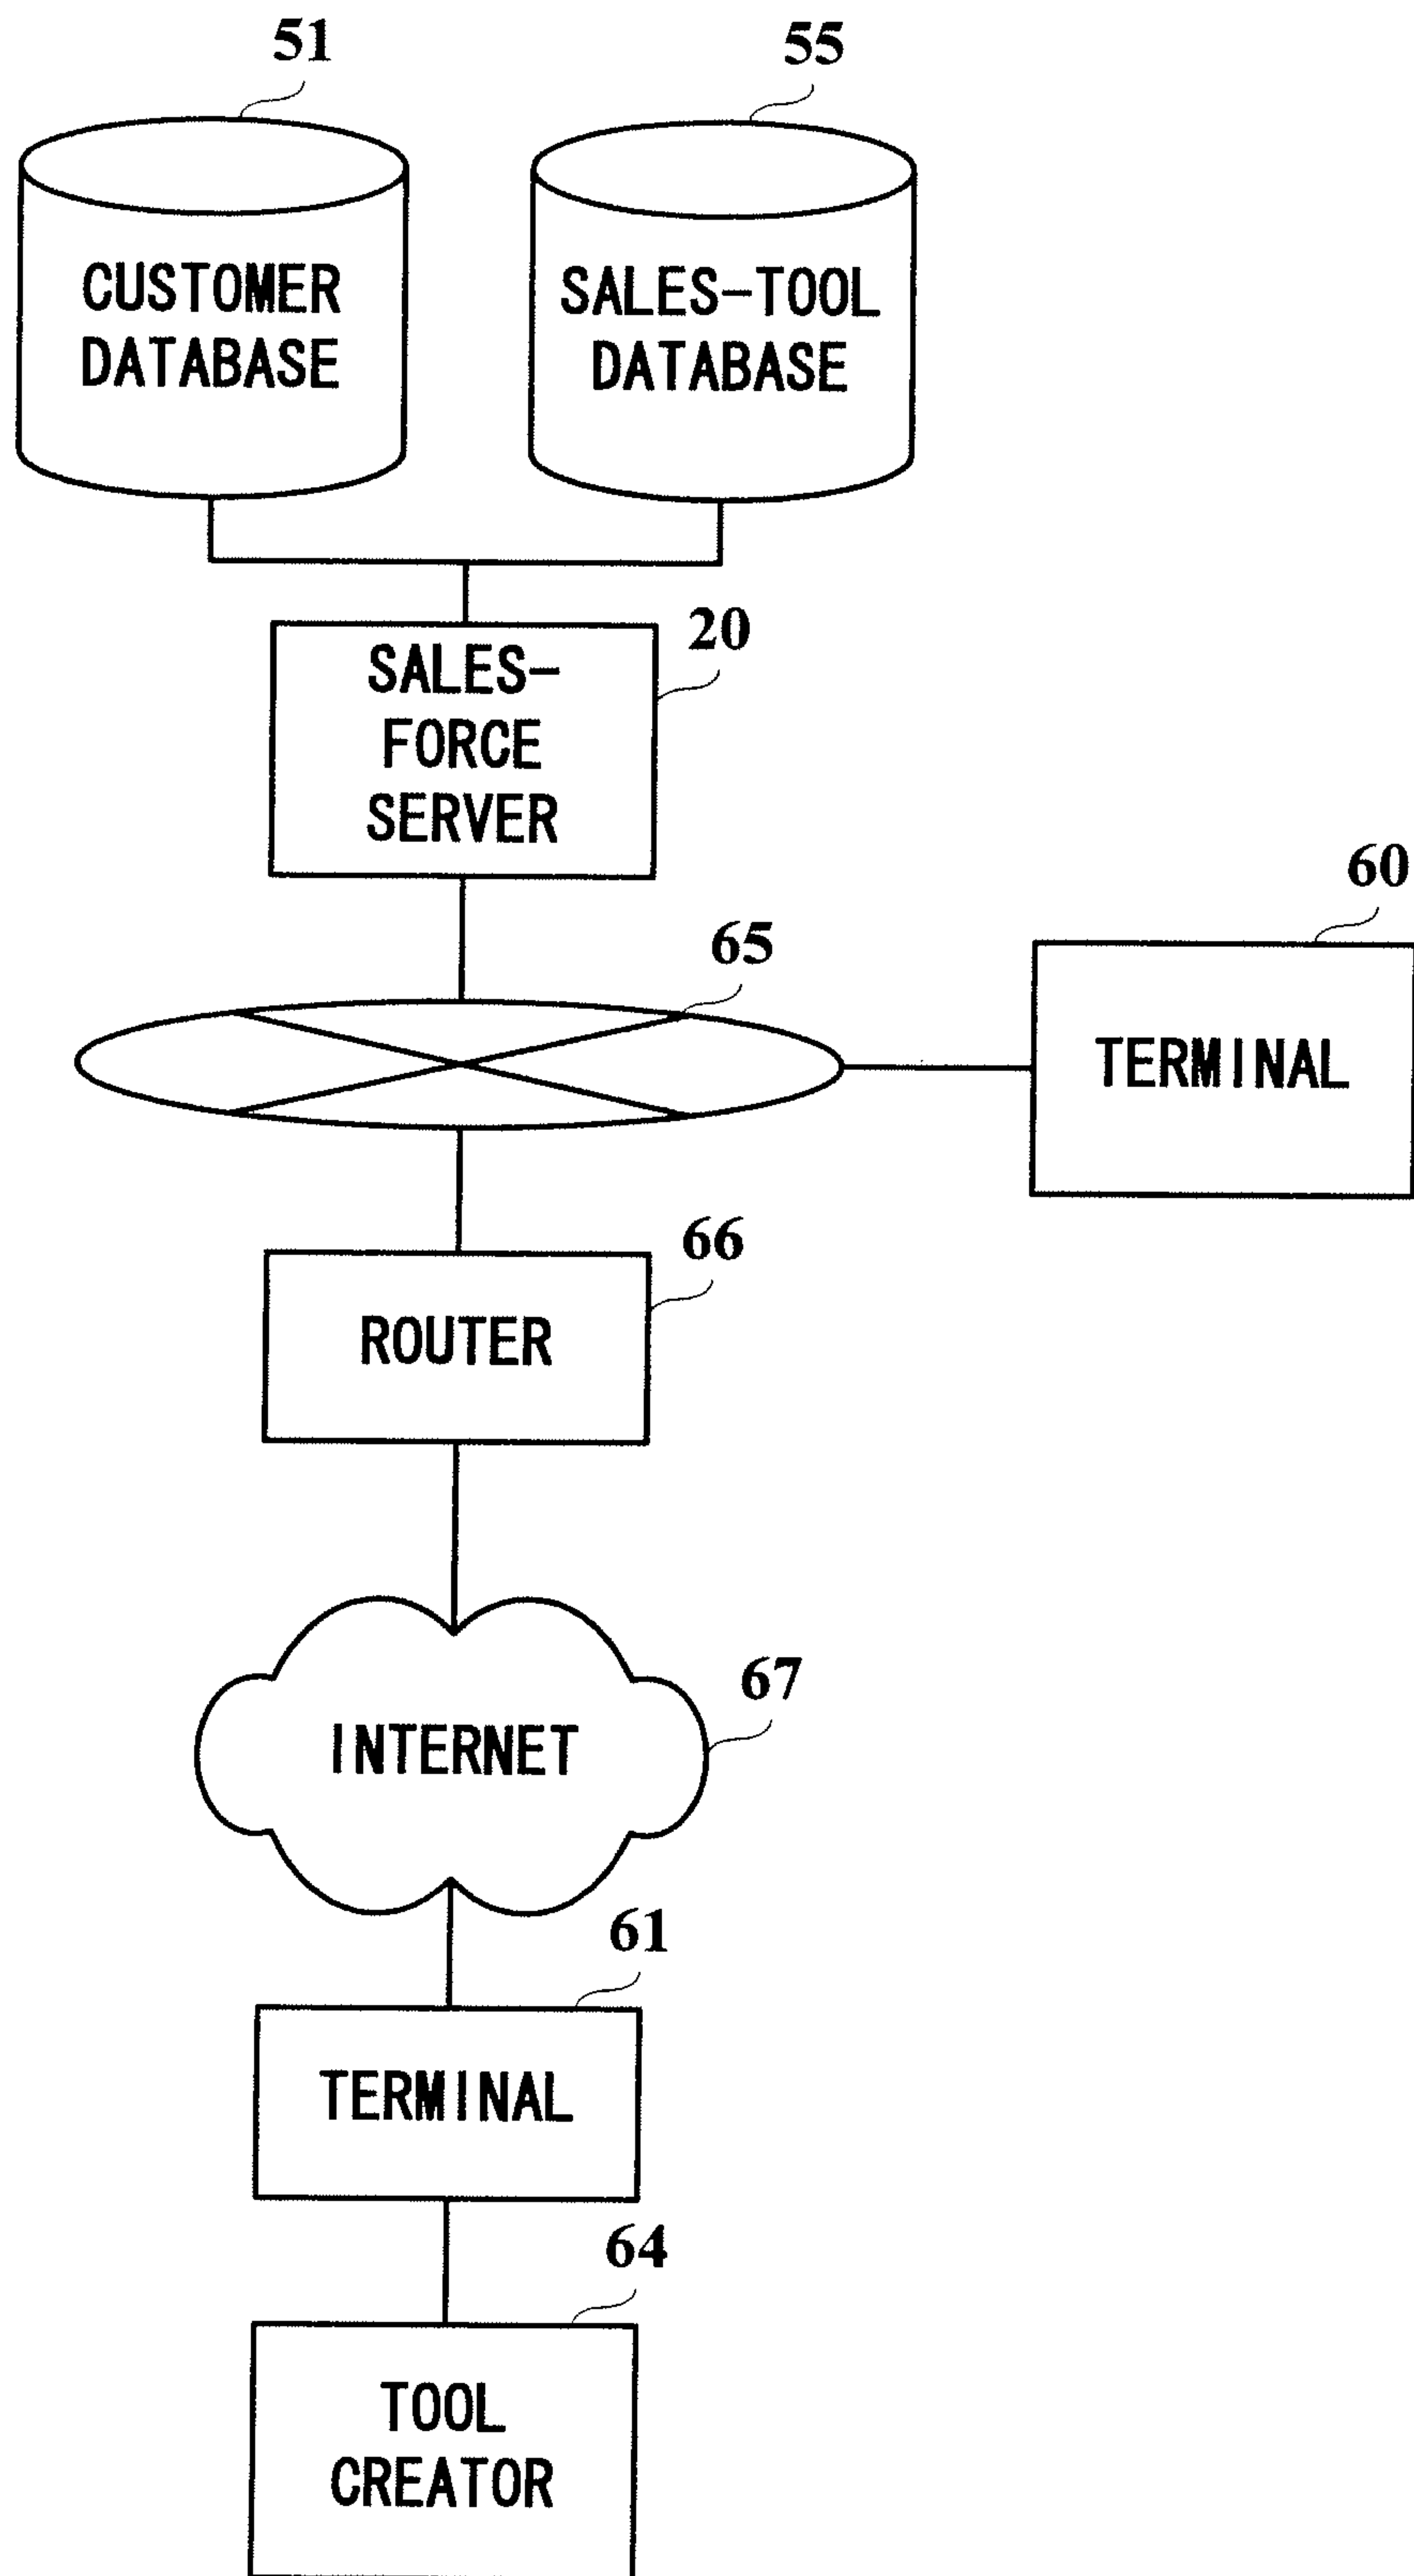 51
55
CUSTOMER
DATABASE
SALES-TOOL
DATABASE
20
SALES-
FORCE
SERVER
65
60
TERMINAL
66
ROUTER
67
INTERNET
61
TERMINAL
64
TOOL
CREATOR